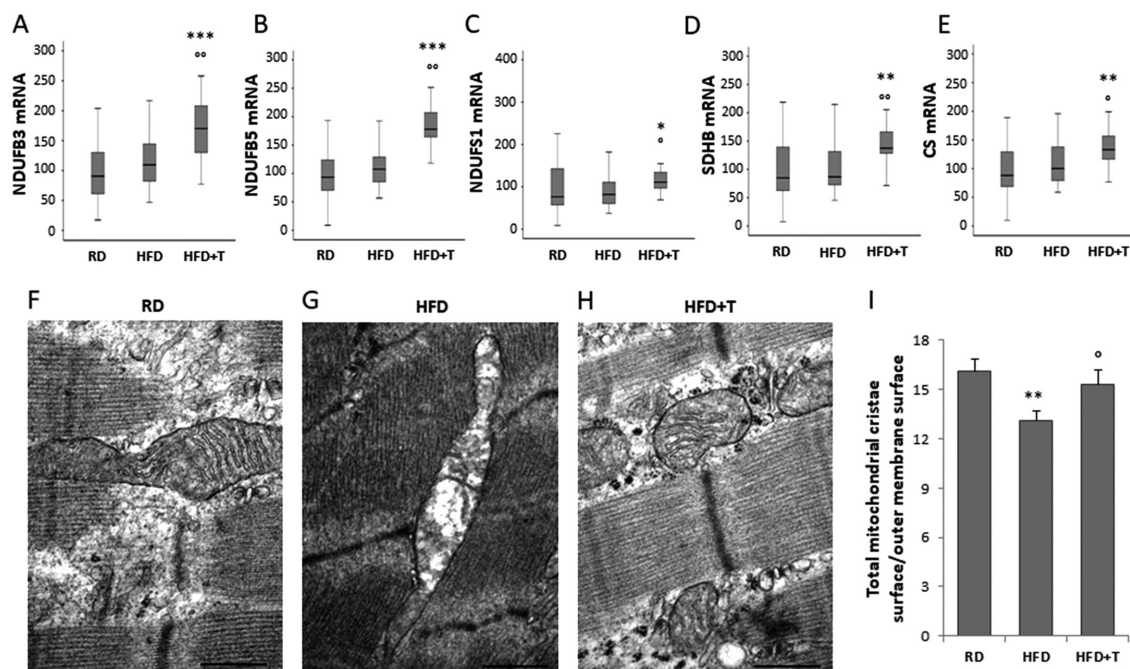 A
NDUFB3 mRNA
300
250
200
150
100
50
0
***
°°
RD HFD HFD+T
B
NDUFB5 mRNA
300
250
200
150
100
50
0
***
°°
RD HFD HFD+T
C
NDUFS1 mRNA
400
300
200
100
0
*
°
RD HFD HFD+T
D
SDHB mRNA
300
250
200
150
100
50
0
**
°°
RD HFD HFD+T
E
CS mRNA
300
250
200
150
100
50
0
**
°
RD HFD HFD+T
F RD
G HFD
H HFD+T
I
Total mitochondrial cristae
surface/outer membrane surface
18
15
12
9
6
3
0
**
°
RD HFD HFD+T